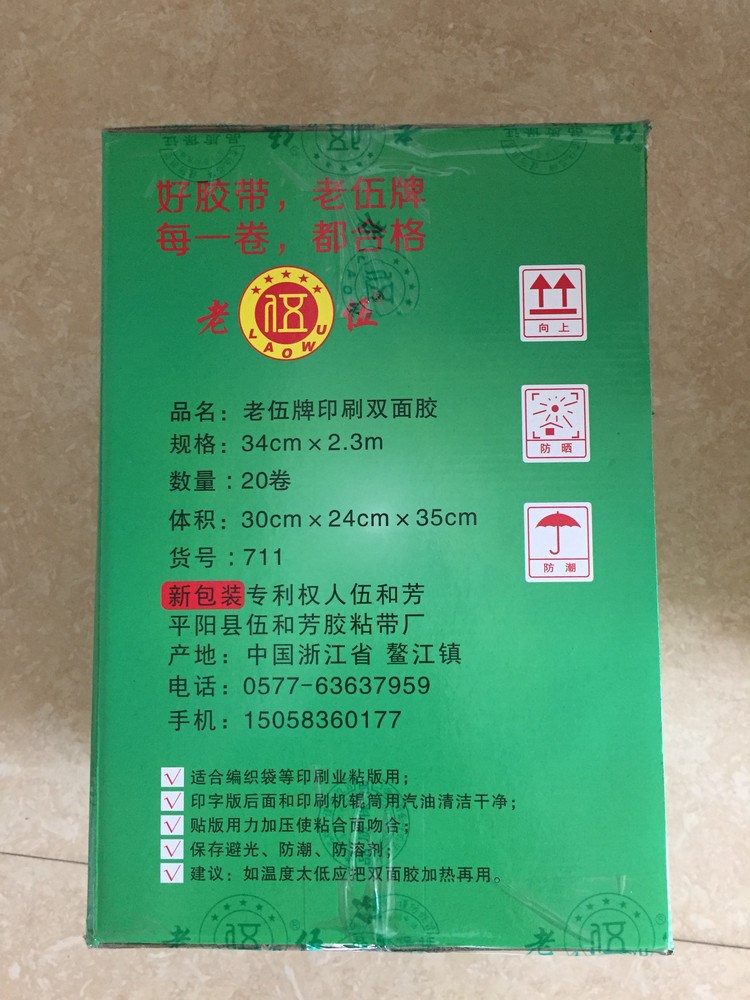 好胶带，老伍牌
每一卷，都合格
老 伍 伍
LAOWU
向上
品名：老伍牌印刷双面胶
规格：34cm×2.3m
防晒
数量：20卷
体积：30cm×24cm×35cm
防潮
货号：711
新包装专利权人伍和芳
平阳县伍和芳胶粘带厂
产地：中国浙江省 鳌江镇
电话：0577-63637959
手机：15058360177
√ 适合编织袋等印刷业粘版用；
√ 印字版后面和印刷机辊筒用汽油清洁干净；
√ 贴版用力加压使粘合面吻合；
√ 保存避光、防潮、防溶剂；
√ 建议：如温度太低应把双面胶加热再用。
老 伍